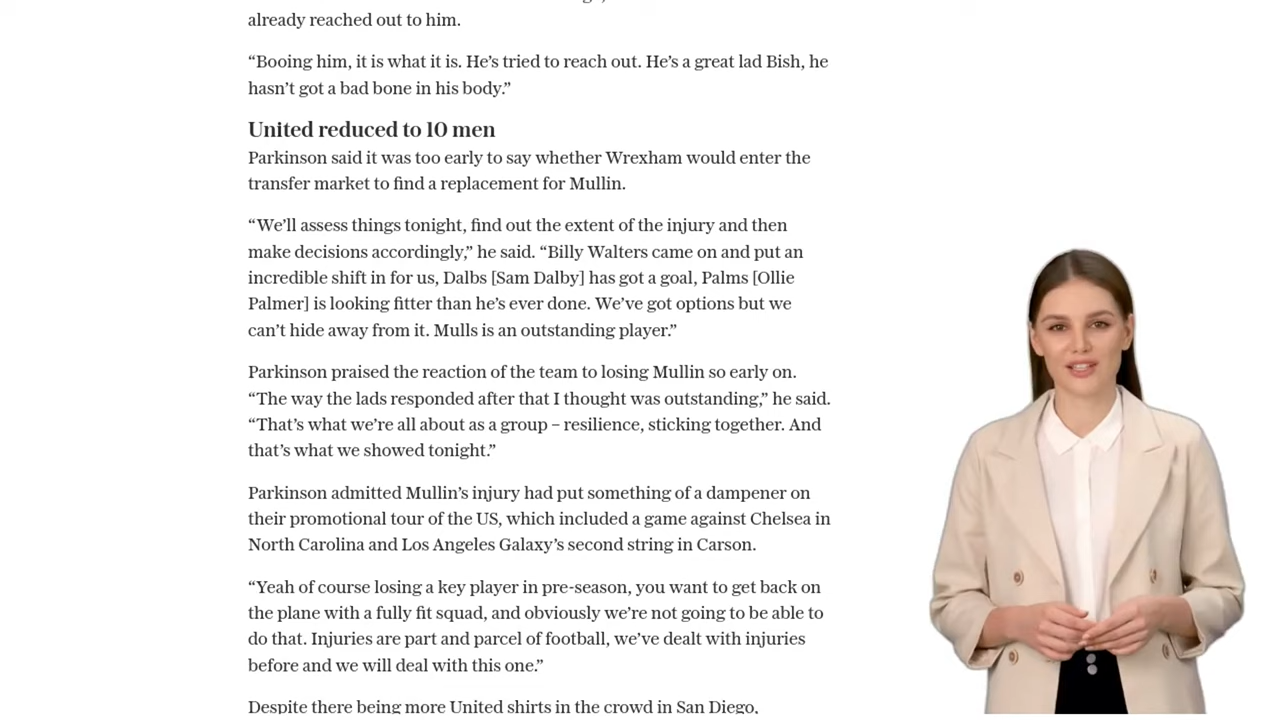 already reached out to him.
“Booing him, it is what it is. He’s tried to reach out. He’s a great lad Bish, he
hasn’t got a bad bone in his body.”
United reduced to 10 men
Parkinson said it was too early to say whether Wrexham would enter the
transfer market to find a replacement for Mullin.
“We’ll assess things tonight, find out the extent of the injury and then
make decisions accordingly,” he said. “Billy Walters came on and put an
incredible shift in for us, Dalbs [Sam Dalby] has got a goal, Palms [Ollie
Palmer] is looking fitter than he’s ever done. We’ve got options but we
can’t hide away from it. Mulls is an outstanding player.”
Parkinson praised the reaction of the team to losing Mullin so early on.
“The way the lads responded after that I thought was outstanding,” he said.
“That’s what we’re all about as a group – resilience, sticking together. And
that’s what we showed tonight.”
Parkinson admitted Mullin’s injury had put something of a dampener on
their promotional tour of the US, which included a game against Chelsea in
North Carolina and Los Angeles Galaxy’s second string in Carson.
“Yeah of course losing a key player in pre-season, you want to get back on
the plane with a fully fit squad, and obviously we’re not going to be able to
do that. Injuries are part and parcel of football, we’ve dealt with injuries
before and we will deal with this one.”
Despite there being more United shirts in the crowd in San Diego,